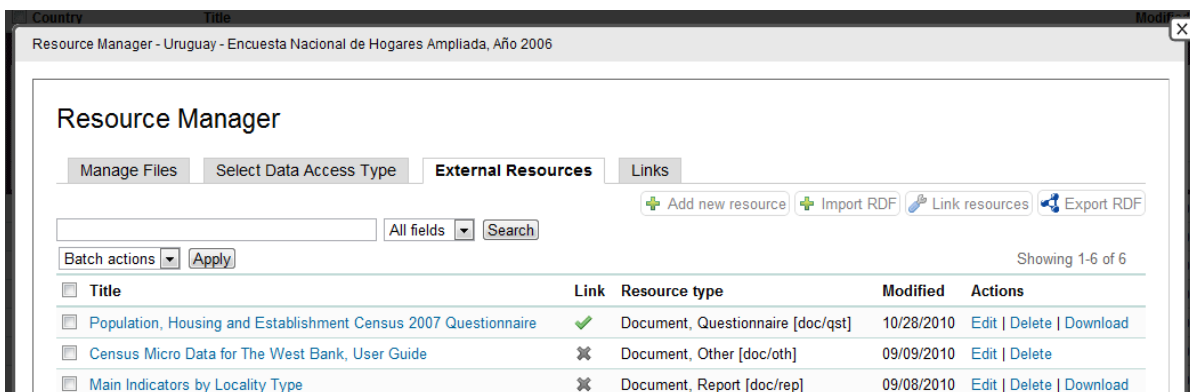 Country Title Modified
Resource Manager - Uruguay - Encuesta Nacional de Hogares Ampliada, Año 2006
Resource Manager
Manage Files Select Data Access Type External Resources Links
Add new resource Import RDF Link resources Export RDF
All fields Search
Batch actions Apply Showing 1-6 of 6
Title Link Resource type Modified Actions
Population, Housing and Establishment Census 2007 Questionnaire Document, Questionnaire [doc/qst] 10/28/2010 Edit | Delete | Download
Census Micro Data for The West Bank, User Guide Document, Other [doc/oth] 09/09/2010 Edit | Delete
Main Indicators by Locality Type Document, Report [doc/rep] 09/08/2010 Edit | Delete | Download